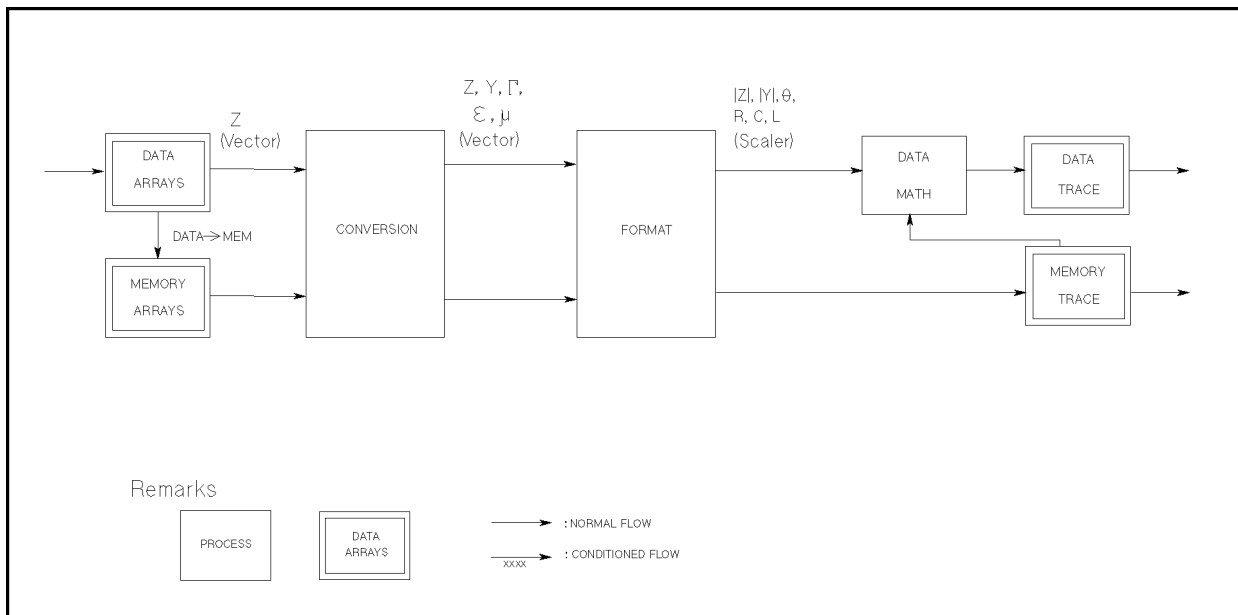 Z
(Vector)
Z, Y, Γ,
ε, μ
(Vector)
|Z|, |Y|, θ,
R, C, L
(Scaler)
DATA
ARRAYS
DATA→MEM
MEMORY
ARRAYS
CONVERSION
FORMAT
DATA
MATH
DATA
TRACE
MEMORY
TRACE
Remarks
PROCESS
DATA
ARRAYS
: NORMAL FLOW
XXXX
: CONDITIONED FLOW